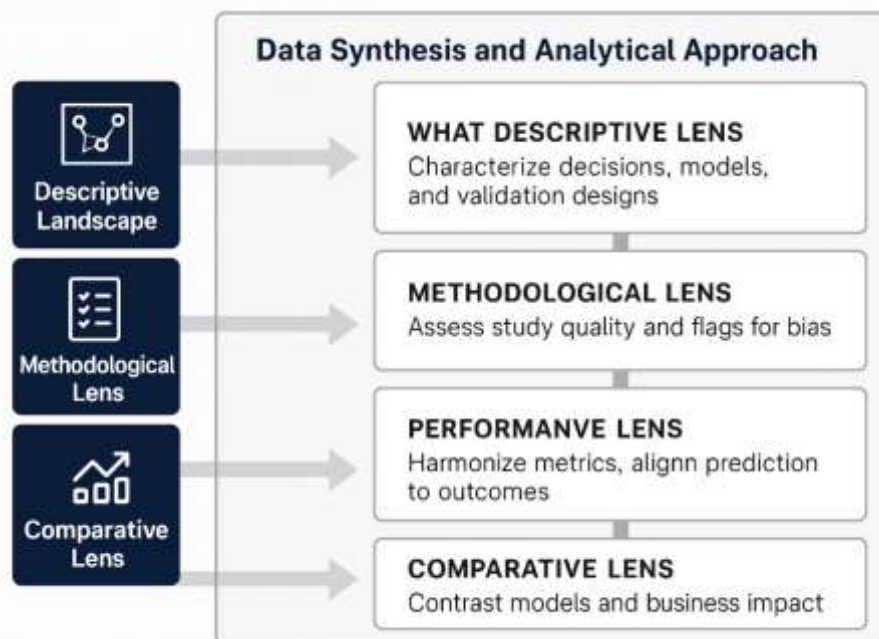 Data Synthesis and Analytical Approach
Descriptive
Landscape
WHAT DESCRIPTIVE LENS
Characterize decisions, models,
and validation designs
Methodological
Lens
METHODOLOGICAL LENS
Assess study quality and flags for bias
Comparative
Lens
PERFORMANVE LENS
Harmonize metrics, alignn prediction
to outcomes
COMPARATIVE LENS
Contrast models and business impact